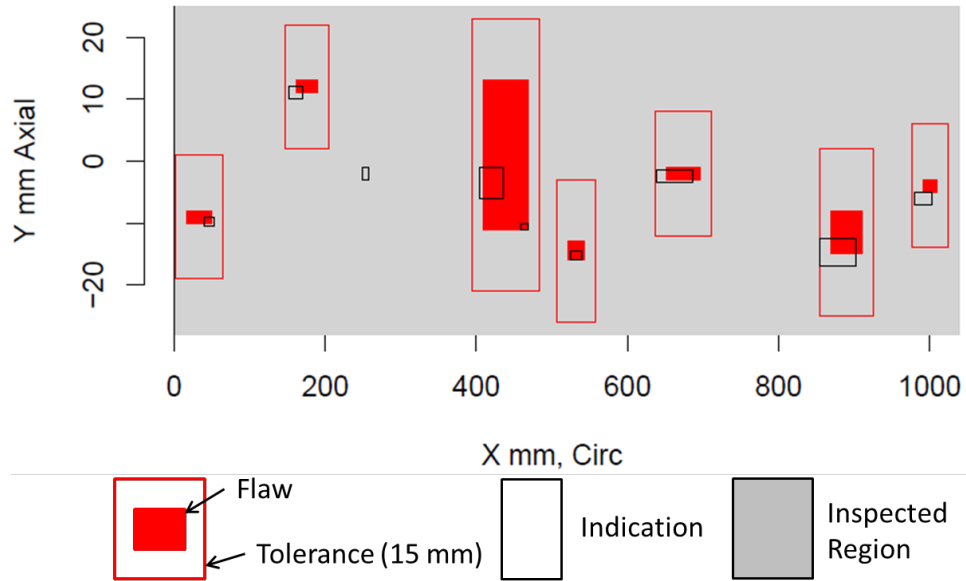 20
10
0
−20
Y mm Axial
0 200 400 600 800 1000
X mm, Circ
Flaw
Tolerance (15 mm)
Indication
Inspected
Region